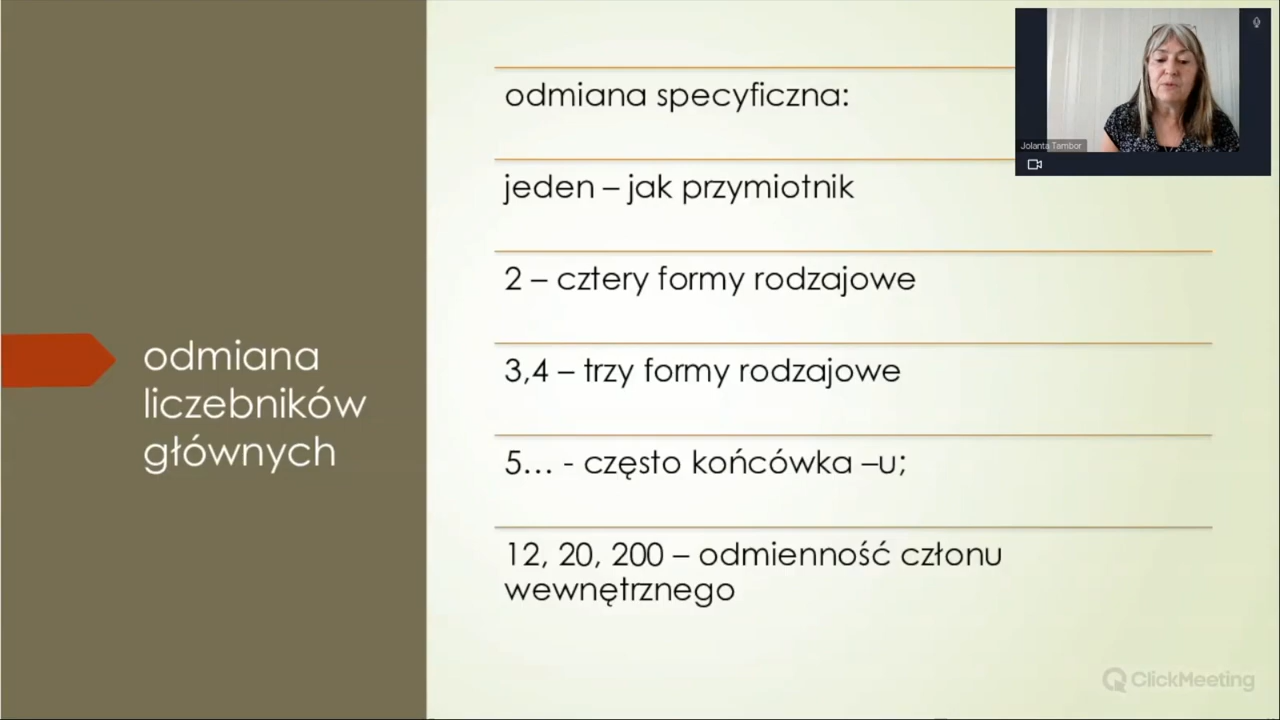 odmiana
liczebników
głównych
odmiana specyficzna:
jeden – jak przymiotnik
2 – cztery formy rodzajowe
3,4 – trzy formy rodzajowe
5... - często końcówka –u;
12, 20, 200 – odmienność członu
wewnętrznego
Jolanta Tambor
ClickMeeting